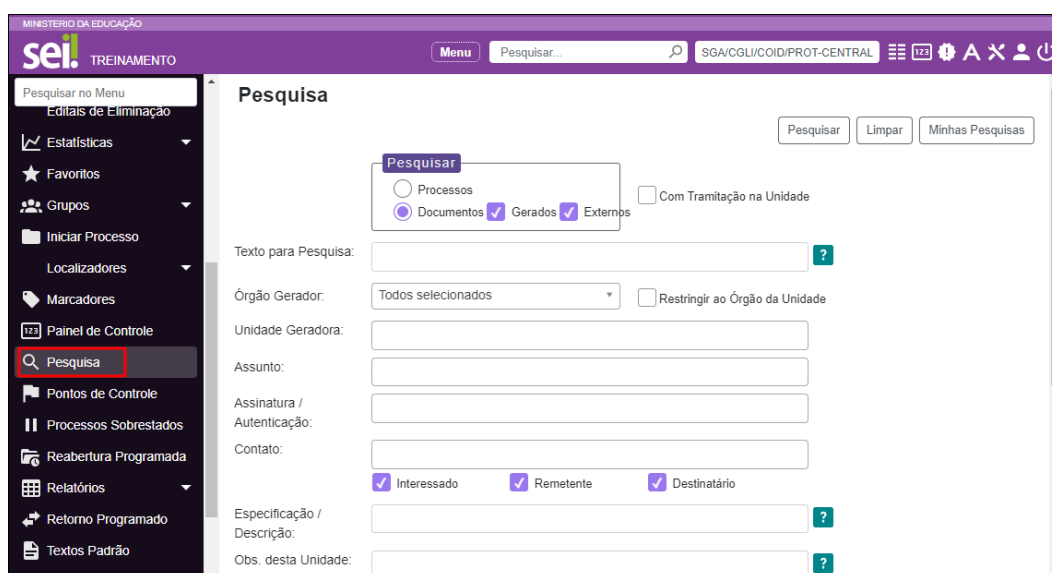 MINISTERIO DA EDUCAÇÃO
sei! TREINAMENTO
Menu
Pesquisar...
SGA/CGLI/COID/PROT-CENTRAL
123
A
Pesquisar no Menu
Editais de Eliminação
Estatísticas
Favoritos
Grupos
Iniciar Processo
Localizadores
Marcadores
123 Painel de Controle
Pesquisa
Pontos de Controle
Processos Sobrestados
Reabertura Programada
Relatórios
Retorno Programado
Textos Padrão
Pesquisa
Pesquisar
Limpar
Minhas Pesquisas
Pesquisar
Processos
Documentos Gerados Externos
Com Tramitação na Unidade
Texto para Pesquisa:
?
Órgão Gerador:
Todos selecionados
Restringir ao Órgão da Unidade
Unidade Geradora:
Assunto:
Assinatura /
Autenticação:
Contato:
Interessado
Remetente
Destinatário
Especificação /
Descrição:
?
Obs. desta Unidade:
?